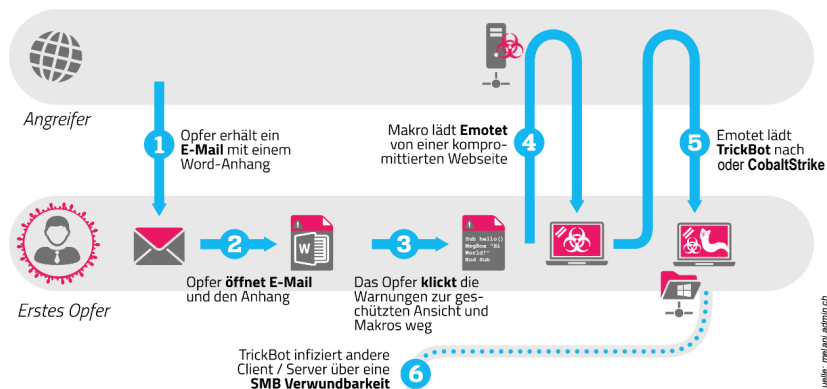 Angreifer
1
Opfer erhält ein
E-Mail mit einem
Word-Anhang
Makro lädt Emotet
von einer kompro-
mittierten Webseite
4
5
Emotet lädt
TrickBot nach
oder CobaltStrike
2
W
3
Sub hello()
MsgBox "Hi
World!"
End Sub
Opfer öffnet E-Mail
und den Anhang
Das Opfer klickt die
Warnungen zur ges-
chützten Ansicht und
Makros weg
Erstes Opfer
TrickBot infiziert andere
Client / Server über eine
SMB Verwundbarkeit
6
melani.admin.ch